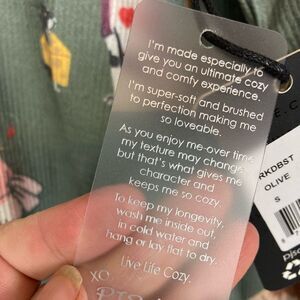 I'm made especially to
give you an ultimate cozy
and comfy experience.
I'm super-soft and brushed
to perfection making me
so loveable.
As you enjoy me over time
my texture may change
but that's what gives me
character and
keeps me so cozy.
To keep my longevity,
wash me inside out,
in cold water and
hang or lay flat to dry.
Live Life Cozy.
XO
RKDBST
OLIVE
S